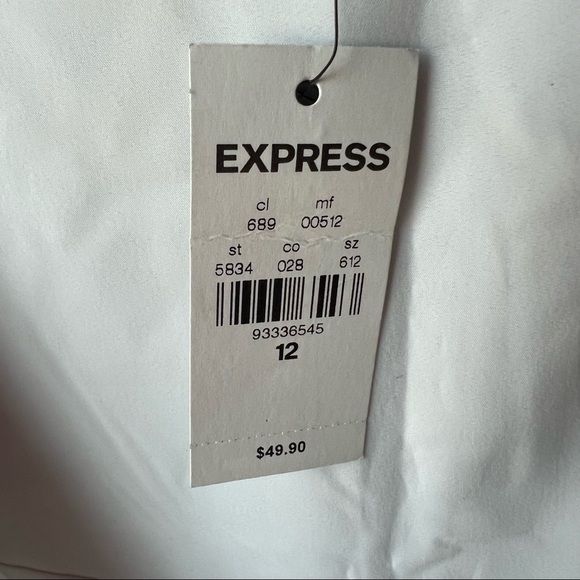 EXPRESS
cl mf
689 00512
st co sz
5834 028 612
93336545
12
$49.90